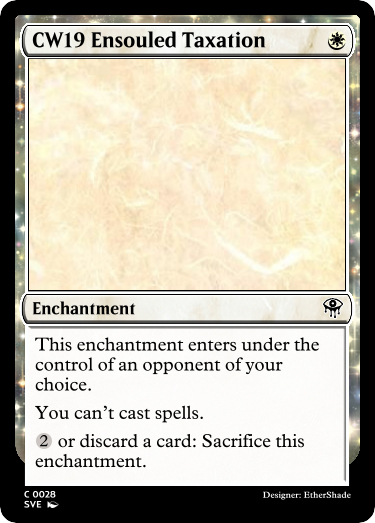 CW19 Ensouled Taxation
Enchantment
This enchantment enters under the
control of an opponent of your
choice.
You can't cast spells.
2 or discard a card: Sacrifice this
enchantment.
C 0028
SVE
Designer: EtherShade